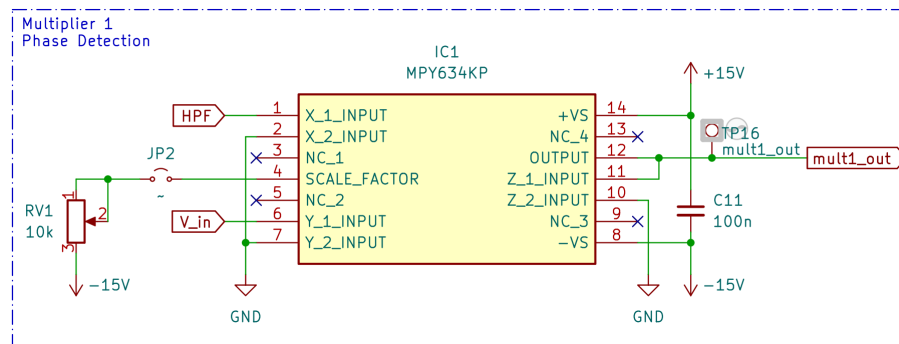 Multiplier 1
Phase Detection
IC1
MPY634KP
HPF
1 X_1_INPUT
2 X_2_INPUT
3 NC_1
4 SCALE_FACTOR
5 NC_2
6 Y_1_INPUT
7 Y_2_INPUT
+VS 14
NC_4 13
OUTPUT 12
Z_1_INPUT 11
Z_2_INPUT 10
NC_3 9
-VS 8
JP2
~
V_in
RV1
10k
1
2
3
-15V
GND
+15V
TP16
mult1_out
mult1_out
C11
100n
-15V
GND